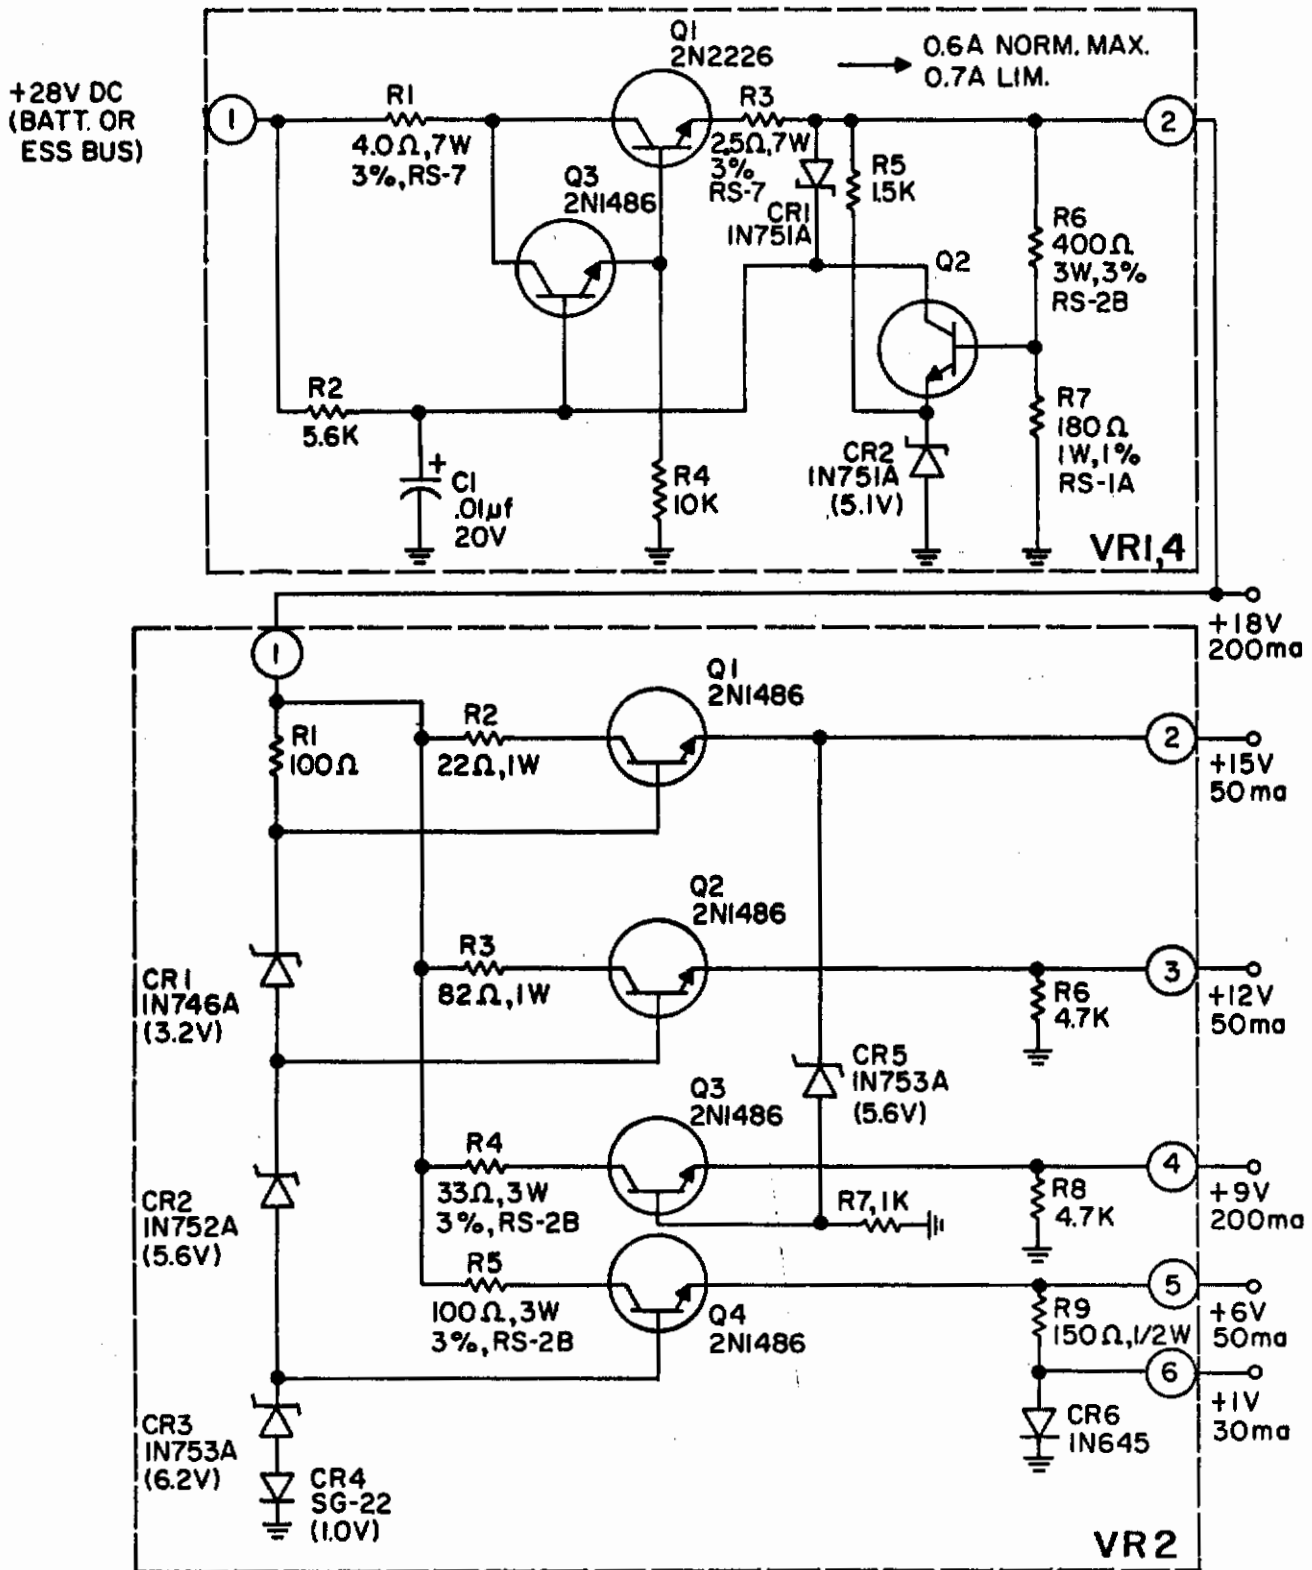 +28V DC
(BATT. OR
ESS BUS)
1
R1
4.0Ω,7W
3%,RS-7
Q1
2N2226
Q3
2N1486
R3
2.5Ω,7W
3%
RS-7
0.6A NORM. MAX.
0.7A LIM.
2
CR1
1N751A
R5
1.5K
Q2
R6
400Ω
3W,3%
RS-2B
R2
5.6K
+
C1
.01µf
20V
R4
10K
CR2
1N751A
(5.1V)
R7
180Ω
1W,1%
RS-1A
VR1,4
+18V
200ma
1
R1
100Ω
R2
22Ω,1W
Q1
2N1486
2
+15V
50ma
CR1
1N746A
(3.2V)
R3
82Ω,1W
Q2
2N1486
3
+12V
50ma
R6
4.7K
CR5
1N753A
(5.6V)
CR2
1N752A
(5.6V)
R4
33Ω,3W
3%,RS-2B
Q3
2N1486
R7,1K
4
+9V
200ma
R8
4.7K
R5
100Ω,3W
3%,RS-2B
Q4
2N1486
5
+6V
50ma
R9
150Ω,1/2W
6
+1V
30ma
CR6
1N645
CR3
1N753A
(6.2V)
CR4
SG-22
(1.0V)
VR2